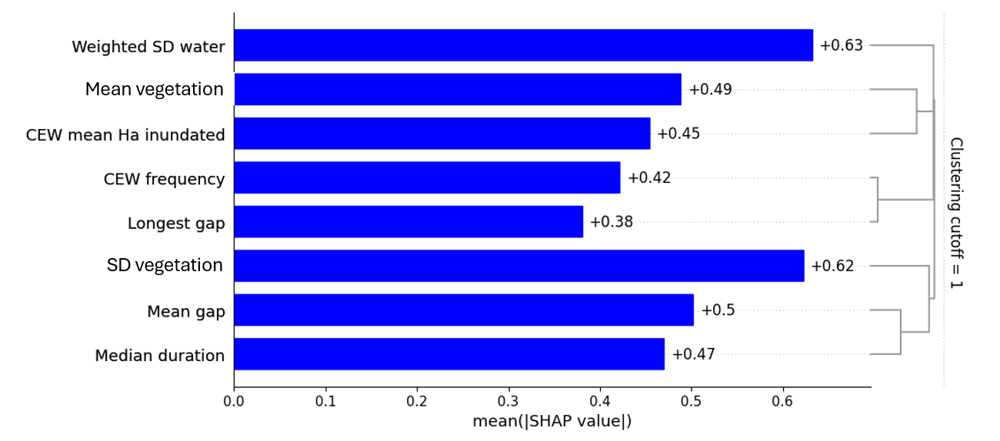 Weighted SD water +0.63
Mean vegetation +0.49
CEW mean Ha inundated +0.45
CEW frequency +0.42
Longest gap +0.38
SD vegetation +0.62
Mean gap +0.5
Median duration +0.47
Clustering cutoff = 1
0.0 0.1 0.2 0.3 0.4 0.5 0.6
mean(|SHAP value|)